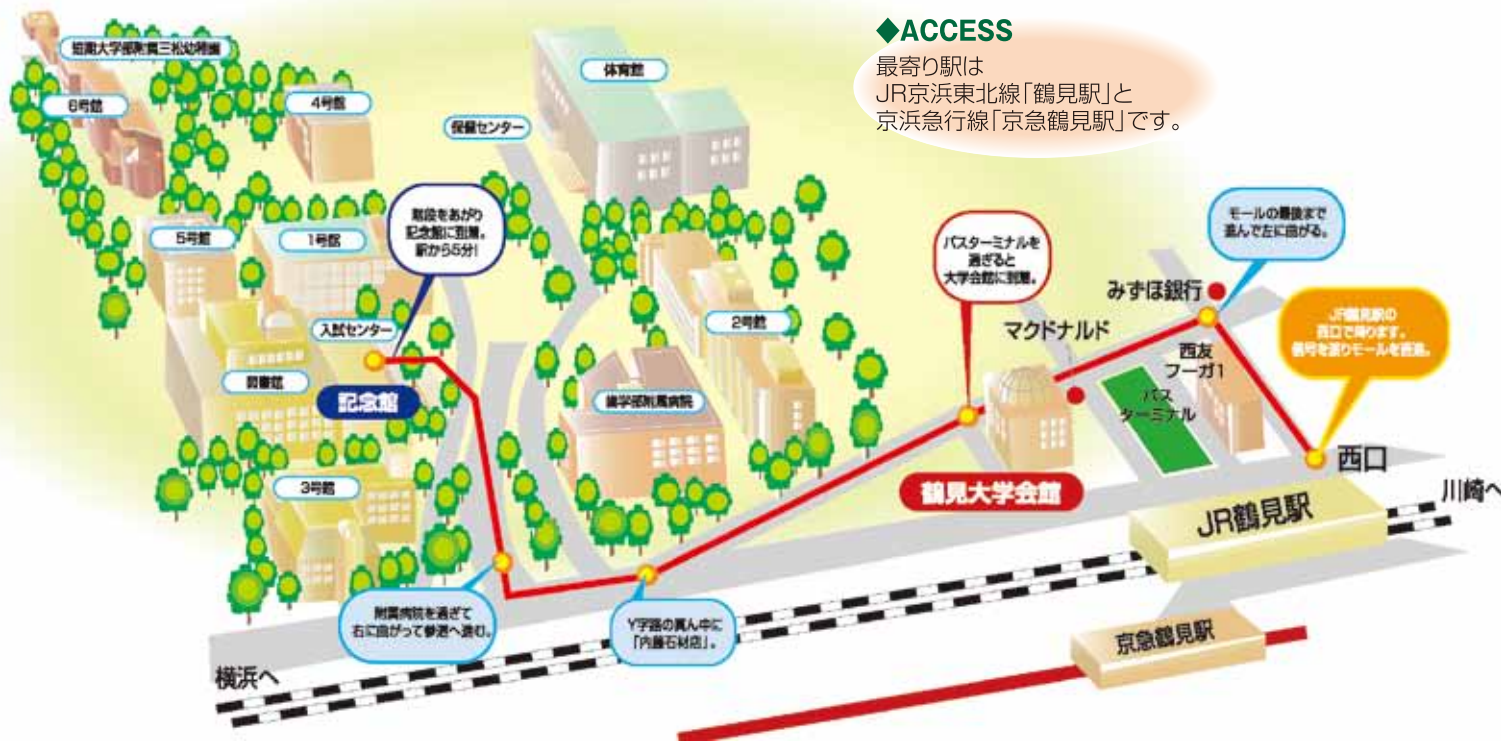 ◆ACCESS
最寄り駅は
JR京浜東北線「鶴見駅」と
京浜急行線「京急鶴見駅」です。
短期大学部附属三松幼稚園
6号館
4号館
体育館
保健センター
5号館
1号館
階段をあがり
記念館に到着。
駅から5分!
入試センター
図書館
記念館
3号館
2号館
歯学部附属病院
バスターミナルを
過ぎると
大学会館に到着。
モールの最後まで
進んで左に曲がる。
みずほ銀行
マクドナルド
西友
フーガ1
バス
ターミナル
JR鶴見駅の
西口で降ります。
信号を渡りモールを直進。
西口
鶴見大学会館
川崎へ
JR鶴見駅
京急鶴見駅
附属病院を過ぎて
右に曲がって参道へ進む。
Y字路の真ん中に
「内藤石材店」。
横浜へ